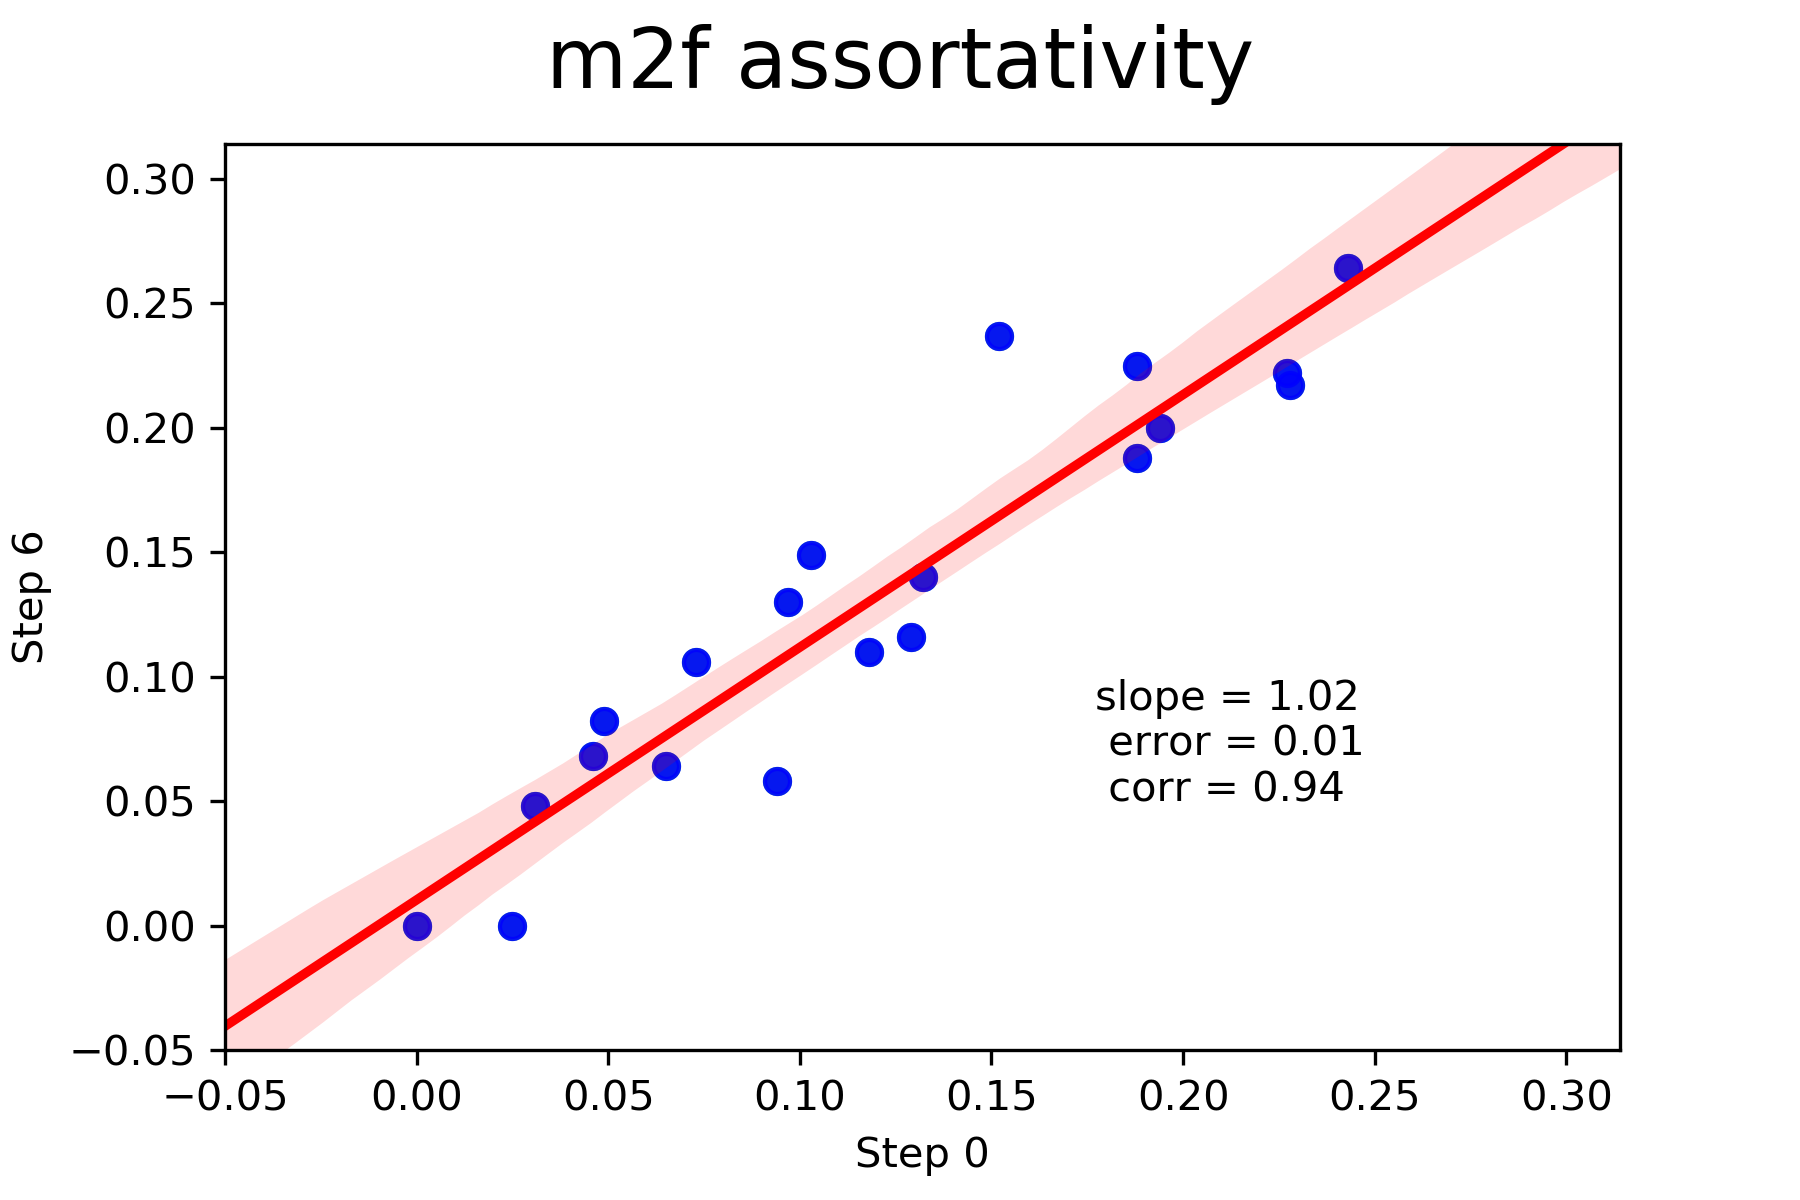 m2f assortativity
0.30
0.25
0.20
0.15
0.10
0.05
0.00
−0.05
Step 6
slope = 1.02
error = 0.01
corr = 0.94
−0.05 0.00 0.05 0.10 0.15 0.20 0.25 0.30
Step 0